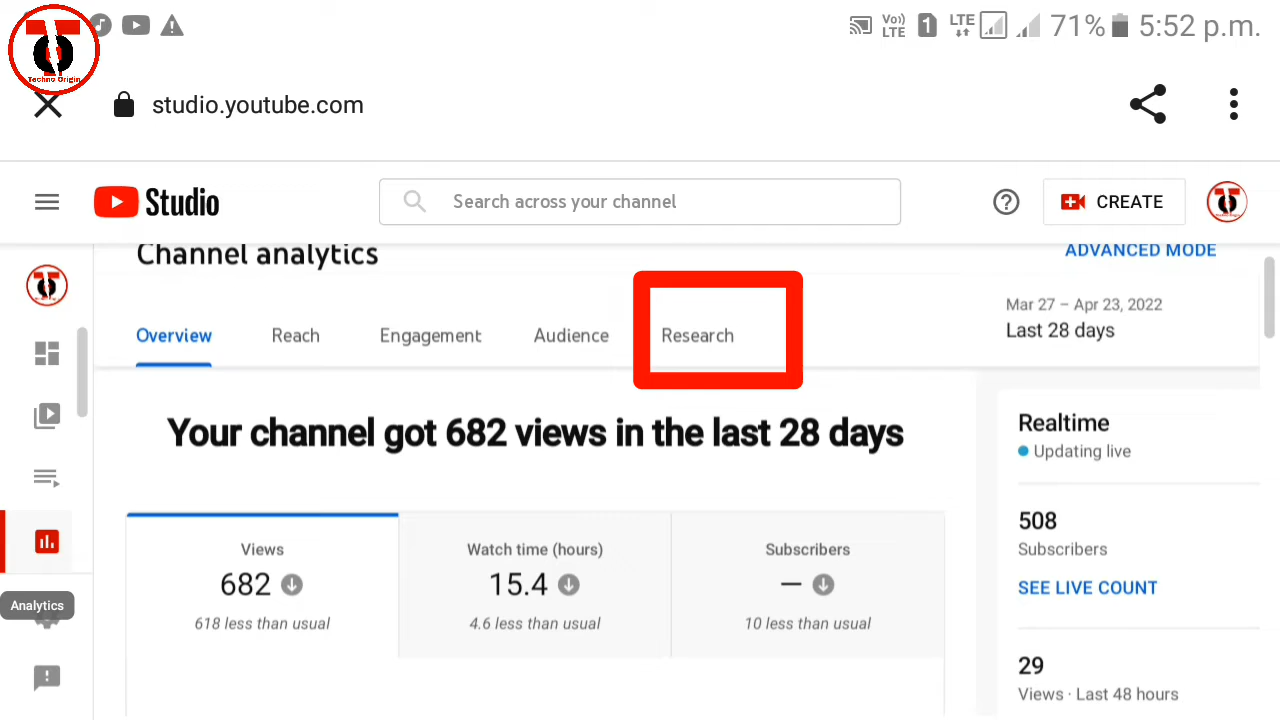 Techno Origin
Vo) LTE 1 LTE 71% 5:52 p.m.
studio.youtube.com
Studio
Search across your channel
CREATE
Channel analytics
ADVANCED MODE
Overview
Reach
Engagement
Audience
Research
Mar 27 – Apr 23, 2022
Last 28 days
Your channel got 682 views in the last 28 days
Realtime
Updating live
508
Subscribers
SEE LIVE COUNT
29
Views · Last 48 hours
Views
682
618 less than usual
Watch time (hours)
15.4
4.6 less than usual
Subscribers
—
10 less than usual
Analytics